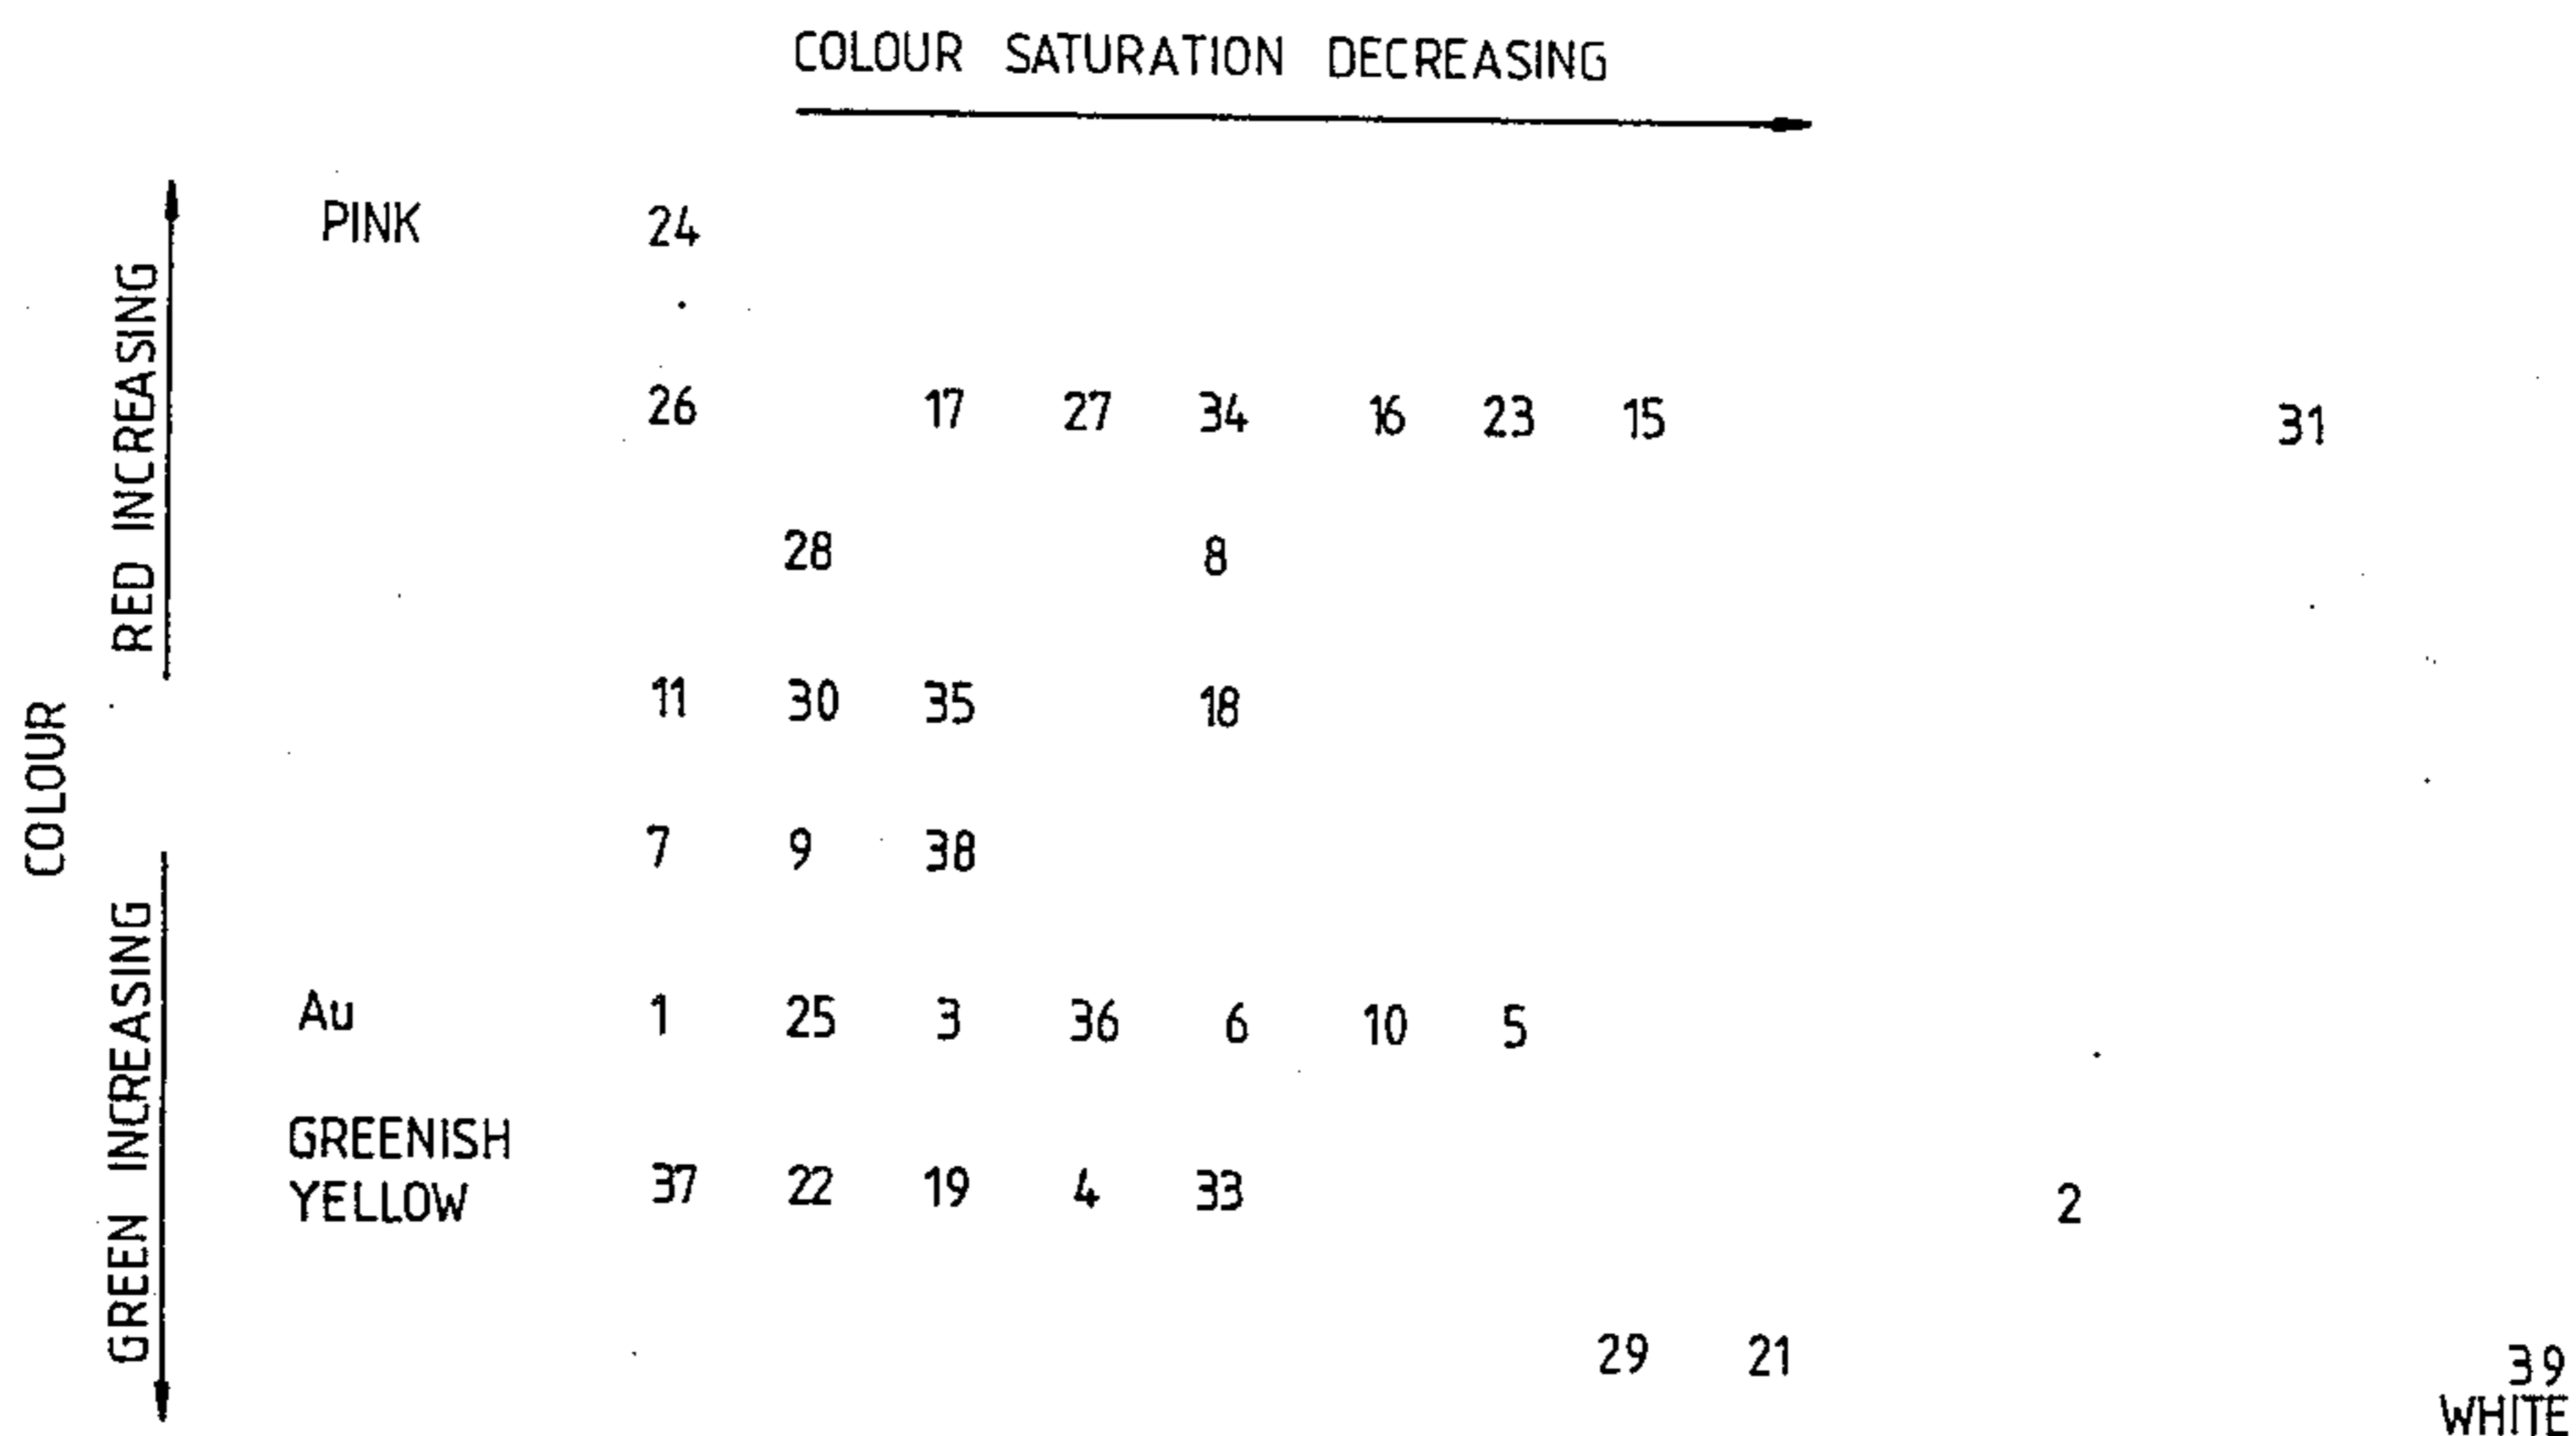 COLOUR SATURATION DECREASING
PINK 24
RED INCREASING
26 17 27 34 16 23 15 31
28 8
COLOUR
11 30 35 18
7 9 38
GREEN INCREASING
Au 1 25 3 36 6 10 5
GREENISH
YELLOW 37 22 19 4 33 2
29 21 39
WHITE